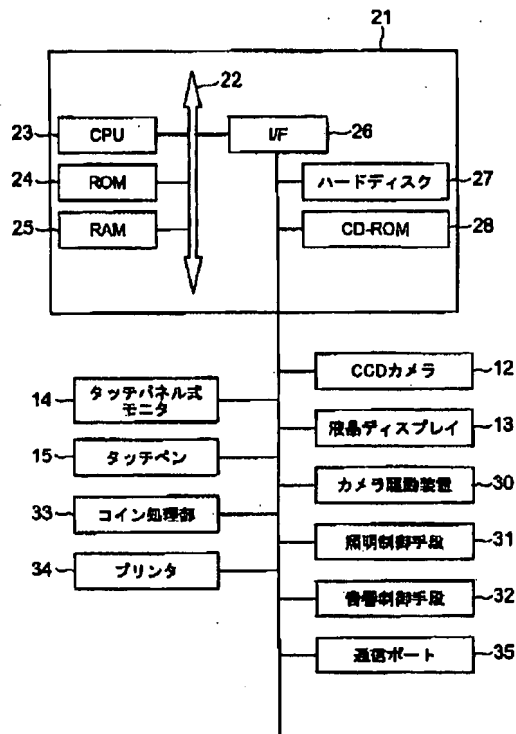 21
22
23 CPU
I/F 26
24 ROM
ハードディスク 27
25 RAM
CD-ROM 28
CCDカメラ 12
14 タッチパネル式
モニタ
液晶ディスプレイ 13
15 タッチペン
カメラ駆動装置 30
33 コイン処理部
照明制御手段 31
34 プリンタ
音響制御手段 32
通信ポート 35